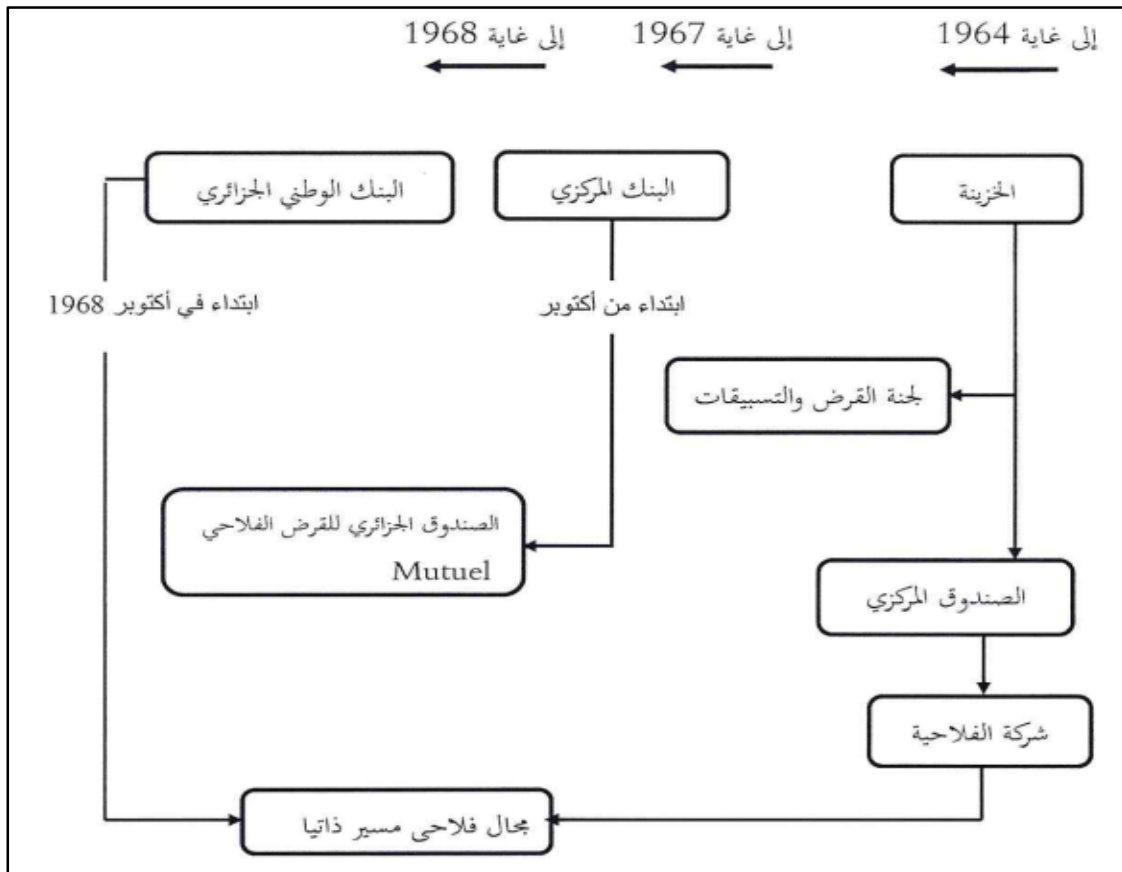 إلى غاية 1964
إلى غاية 1967
إلى غاية 1968
الخزينة
البنك المركزي
البنك الوطني الجزائري
ابتداء من أكتوبر
ابتداء في أكتوبر 1968
لجنة القرض والتسبيقات
الصندوق الجزائري للقرض الفلاحي
Mutuel
الصندوق المركزي
شركة الفلاحية
مجال فلاحى مسير ذاتيا